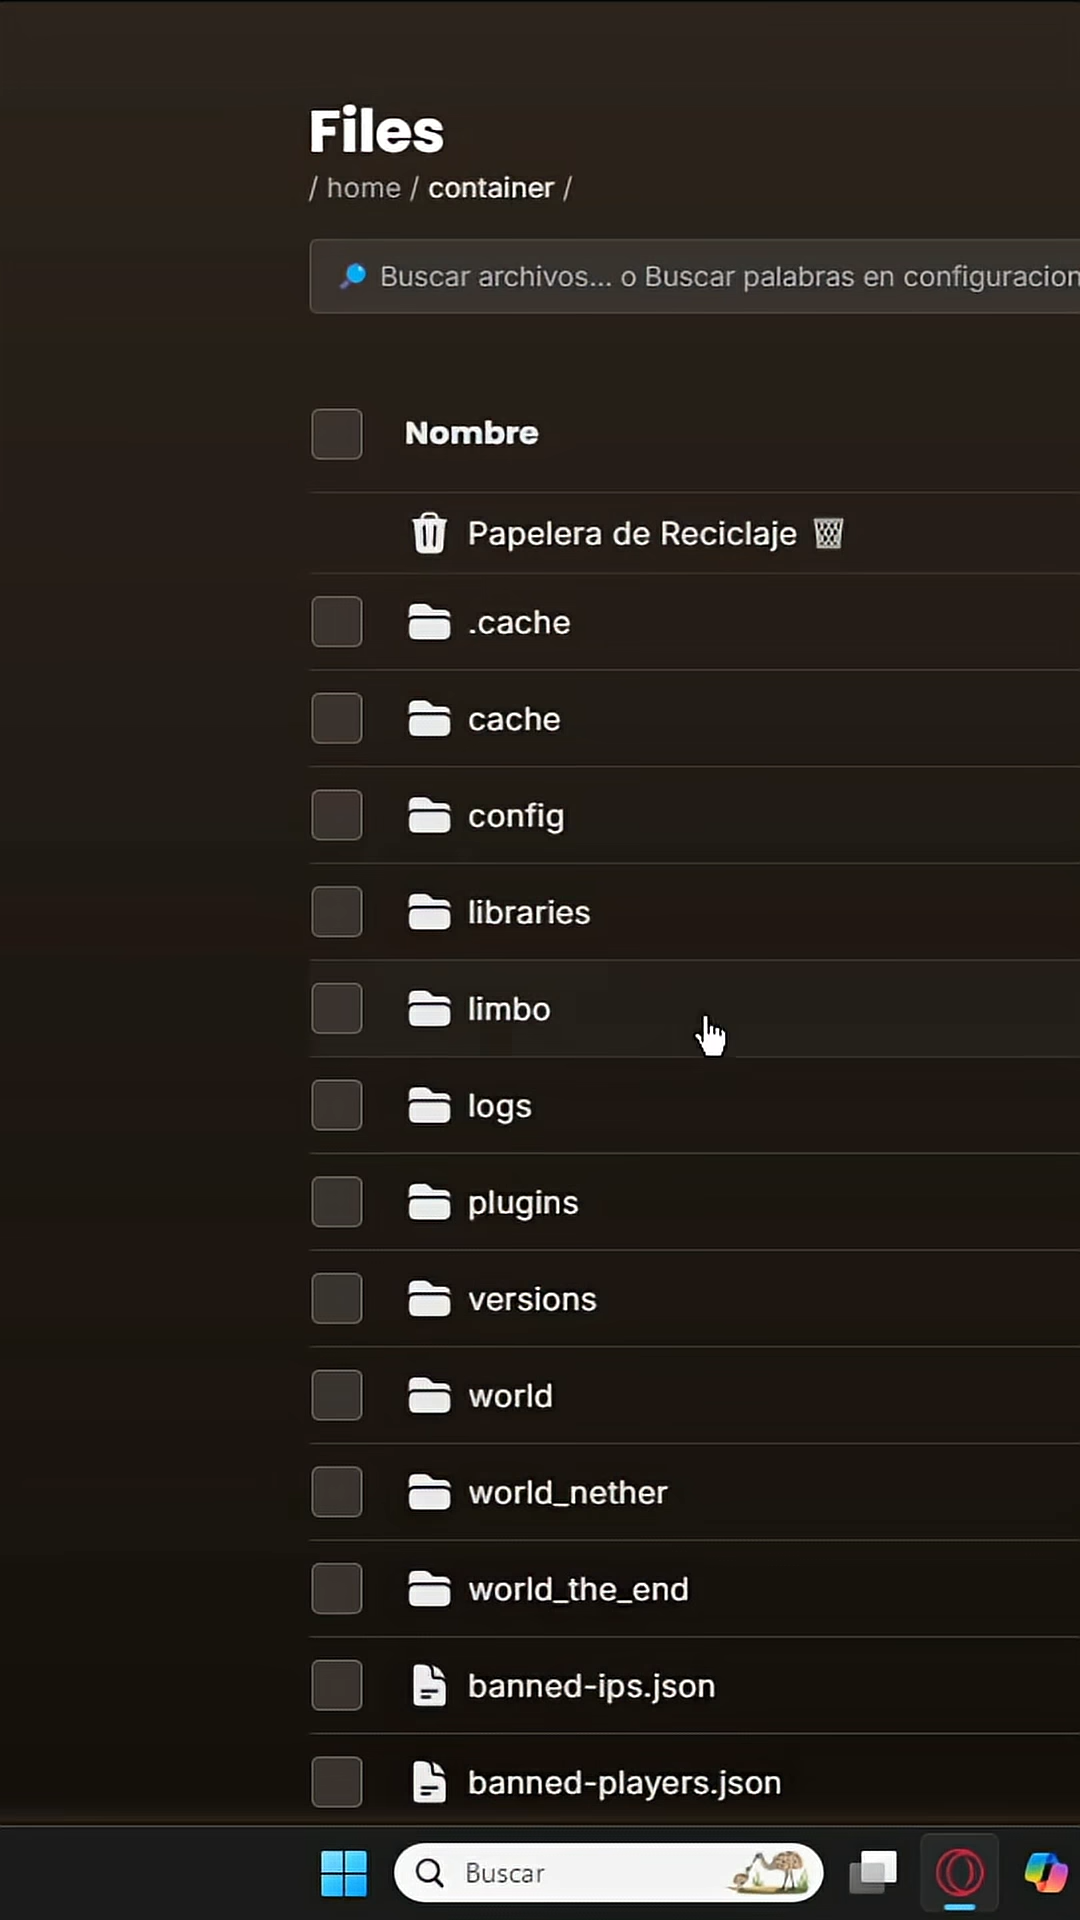 Files
/ home / container /
Buscar archivos... o Buscar palabras en configuracion
Nombre
Papelera de Reciclaje
.cache
cache
config
libraries
limbo
logs
plugins
versions
world
world_nether
world_the_end
banned-ips.json
banned-players.json
Buscar